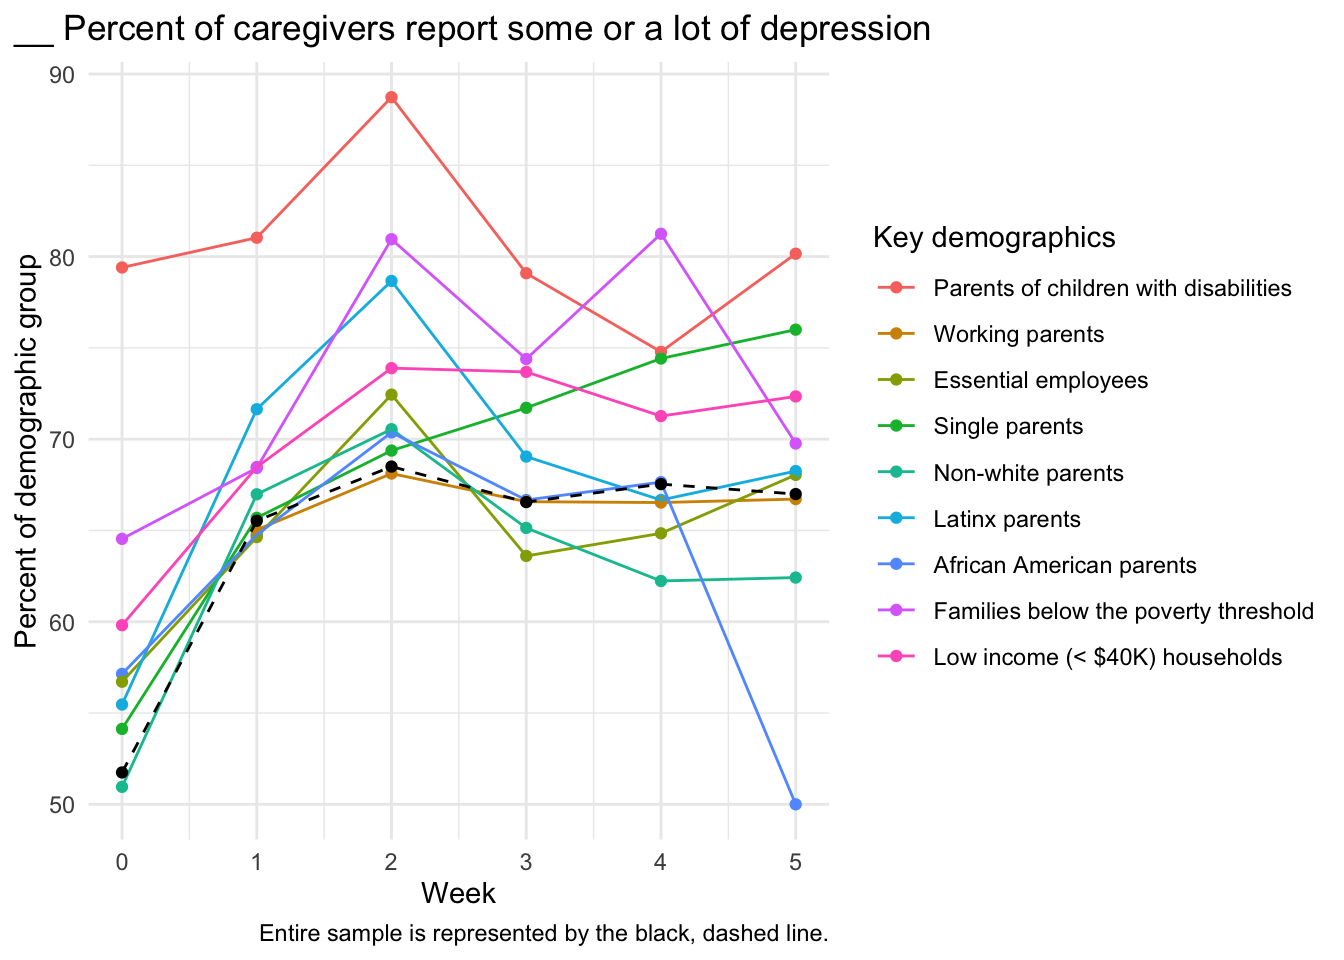 __ Percent of caregivers report some or a lot of depression
Percent of demographic group
90
80
70
60
50
0 1 2 3 4 5
Week
Entire sample is represented by the black, dashed line.
Key demographics
Parents of children with disabilities
Working parents
Essential employees
Single parents
Non-white parents
Latinx parents
African American parents
Families below the poverty threshold
Low income (< $40K) households